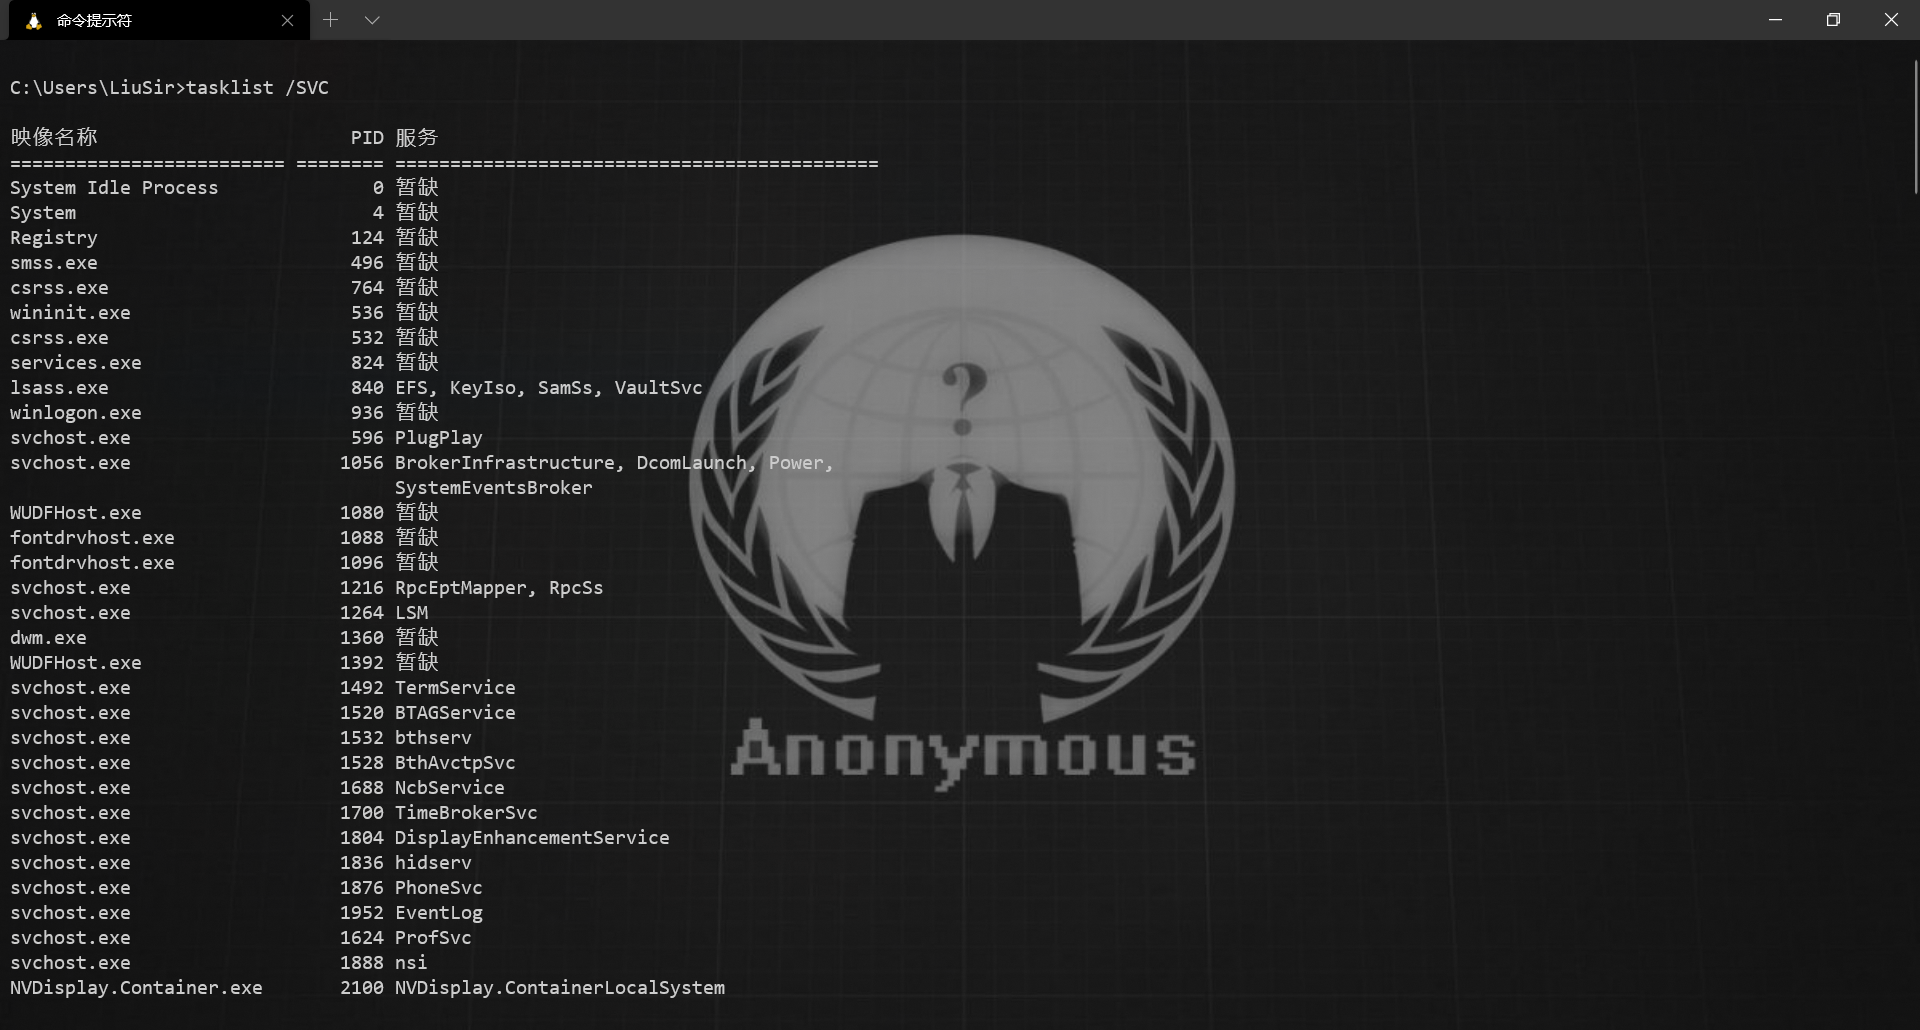 命令提示符
C:\Users\LiuSir>tasklist /SVC
映像名称                       PID 服务
========================= ======== ============================================
System Idle Process              0 暂缺
System                           4 暂缺
Registry                       124 暂缺
smss.exe                       496 暂缺
csrss.exe                      764 暂缺
wininit.exe                    536 暂缺
csrss.exe                      532 暂缺
services.exe                   824 暂缺
lsass.exe                      840 EFS, KeyIso, SamSs, VaultSvc
winlogon.exe                   936 暂缺
svchost.exe                    596 PlugPlay
svchost.exe                   1056 BrokerInfrastructure, DcomLaunch, Power,
                                   SystemEventsBroker
WUDFHost.exe                  1080 暂缺
fontdrvhost.exe               1088 暂缺
fontdrvhost.exe               1096 暂缺
svchost.exe                   1216 RpcEptMapper, RpcSs
svchost.exe                   1264 LSM
dwm.exe                       1360 暂缺
WUDFHost.exe                  1392 暂缺
svchost.exe                   1492 TermService
svchost.exe                   1520 BTAGService
svchost.exe                   1532 bthserv
svchost.exe                   1528 BthAvctpSvc
svchost.exe                   1688 NcbService
svchost.exe                   1700 TimeBrokerSvc
svchost.exe                   1804 DisplayEnhancementService
svchost.exe                   1836 hidserv
svchost.exe                   1876 PhoneSvc
svchost.exe                   1952 EventLog
svchost.exe                   1624 ProfSvc
svchost.exe                   1888 nsi
NVDisplay.Container.exe       2100 NVDisplay.ContainerLocalSystem
?
Anonymous